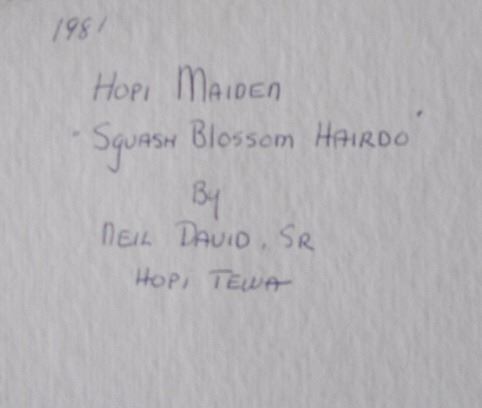 1981
Hopi Maiden
"Squash Blossom Hairdo"
By
Neil David, Sr
Hopi Tewa